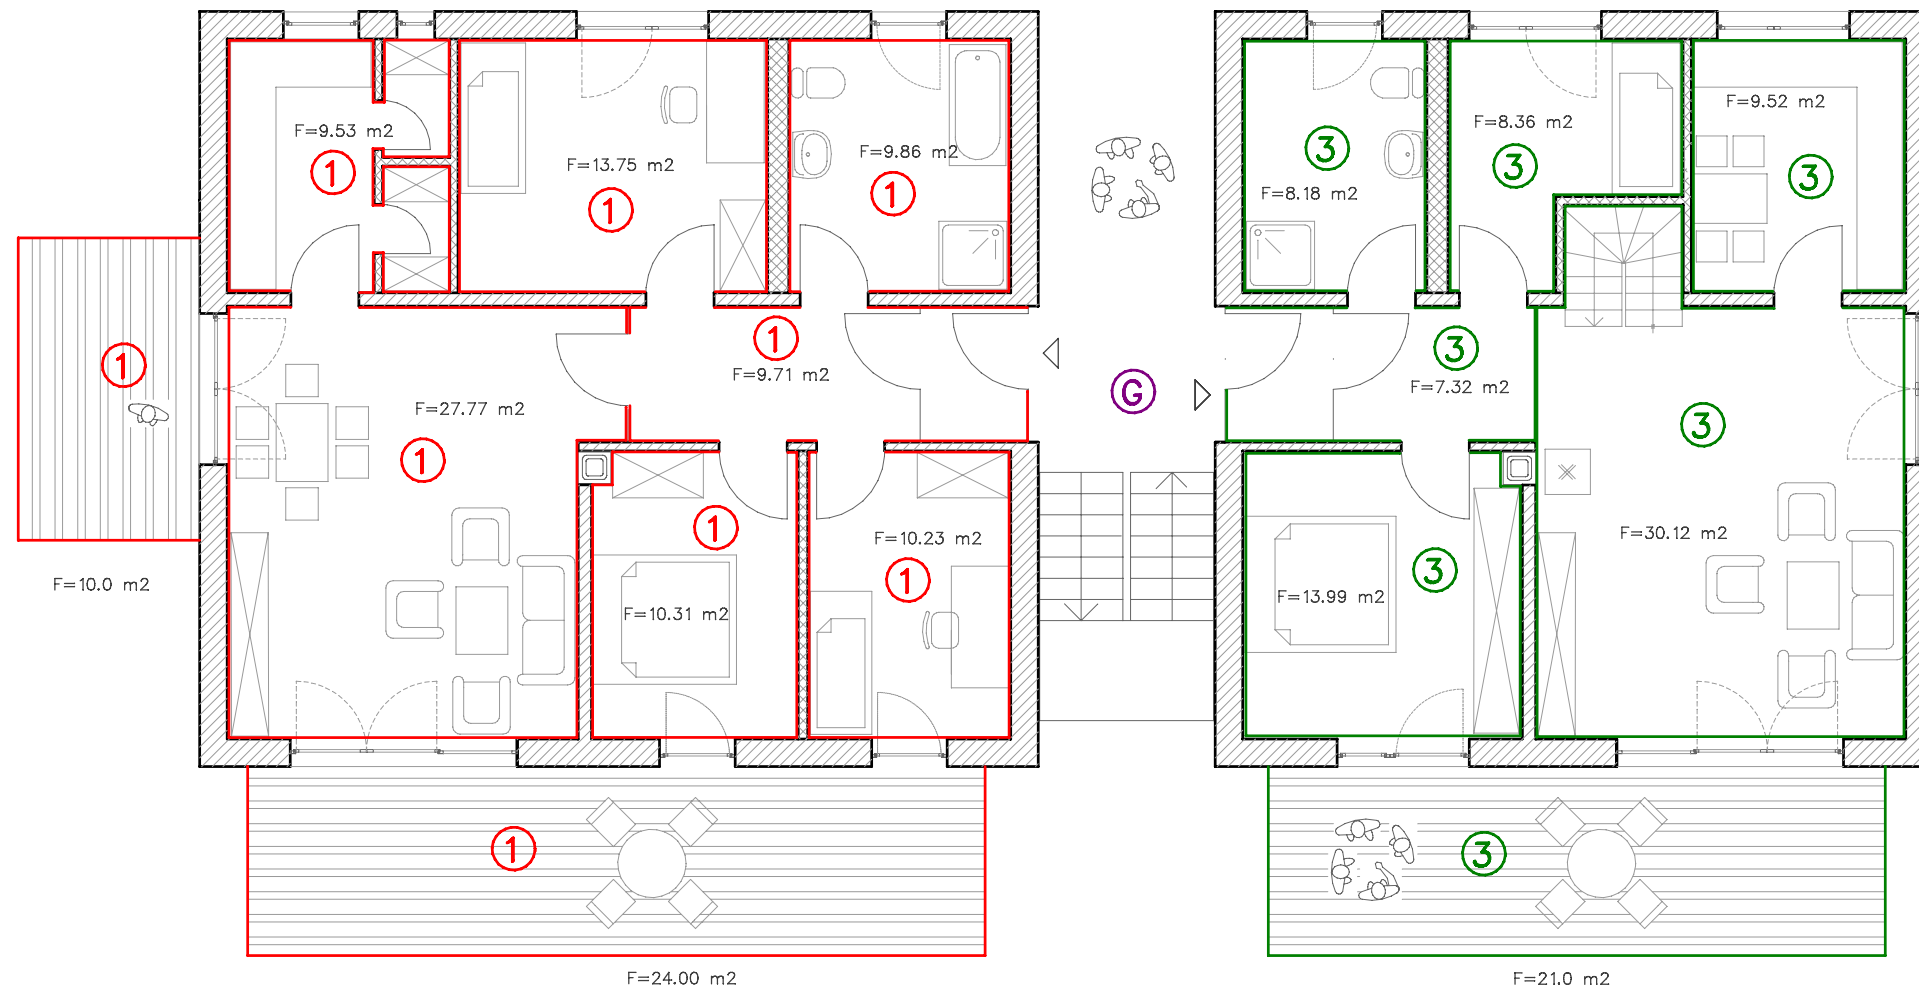 F=9.53 m2
1
F=13.75 m2
1
F=9.86 m2
1
3
F=8.18 m2
F=8.36 m2
3
F=9.52 m2
3
1
F=10.0 m2
F=27.77 m2
1
1
F=9.71 m2
G
3
F=7.32 m2
3
F=30.12 m2
1
F=10.31 m2
F=10.23 m2
1
3
F=13.99 m2
1
F=24.00 m2
3
F=21.0 m2